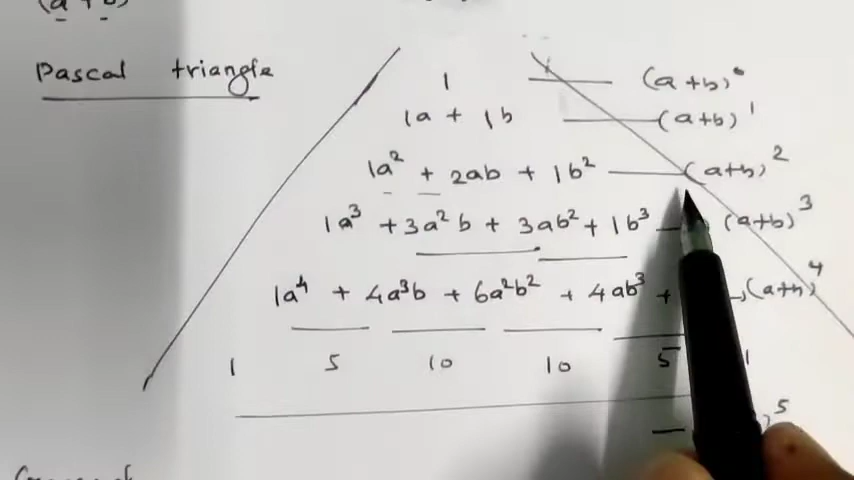 (a + b)
Pascal triangle
1 (a+b)⁰
1a + 1b (a+b)¹
1a² + 2ab + 1b² (a+b)²
1a³ + 3a²b + 3ab² + 1b³ (a+b)³
1a⁴ + 4a³b + 6a²b² + 4ab³ + (a+b)⁴
1 5 10 10 5 1
5